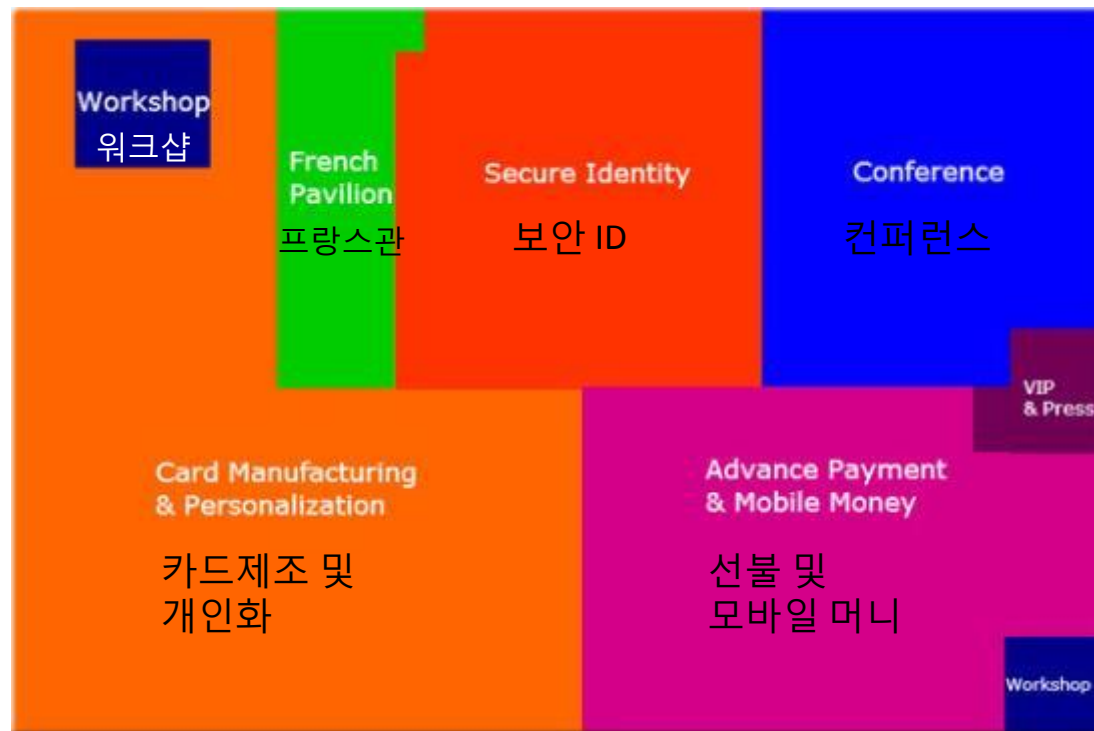 Workshop
워크샵
French
Pavilion
프랑스관
Secure Identity
보안 ID
Conference
컨퍼런스
VIP
& Press
Card Manufacturing
& Personalization
카드제조 및
개인화
Advance Payment
& Mobile Money
선불 및
모바일 머니
Workshop